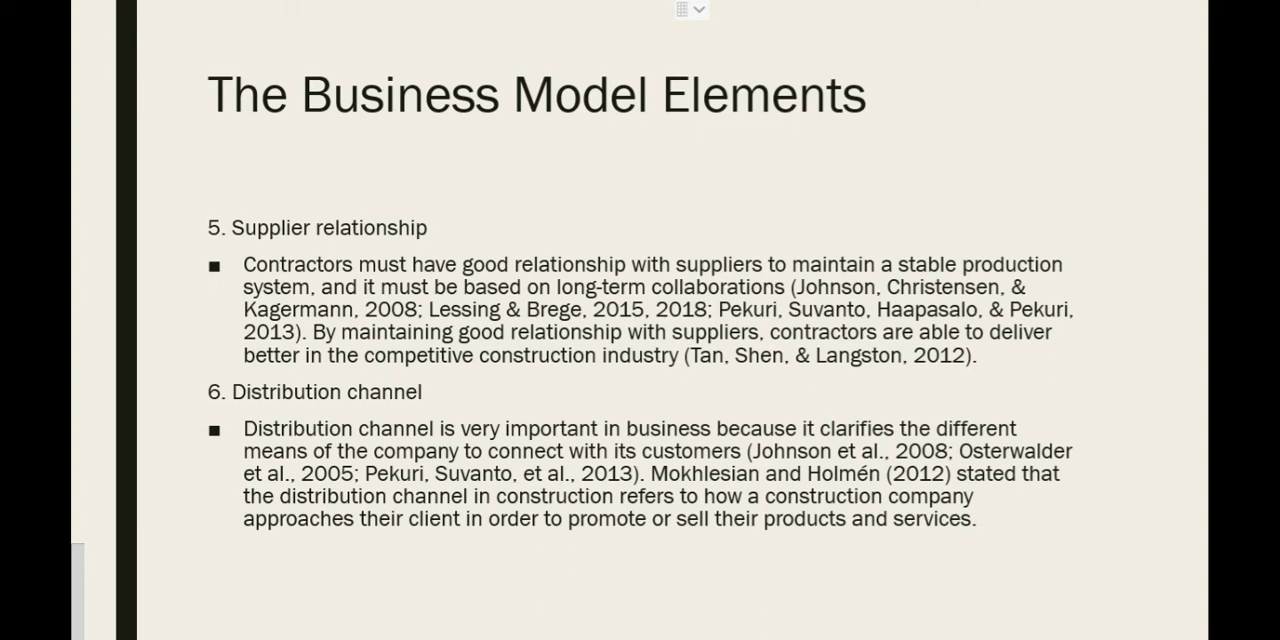 The Business Model Elements
5. Supplier relationship
■ Contractors must have good relationship with suppliers to maintain a stable production
system, and it must be based on long-term collaborations (Johnson, Christensen, &
Kagermann, 2008; Lessing & Brege, 2015, 2018; Pekuri, Suvanto, Haapasalo, & Pekuri,
2013). By maintaining good relationship with suppliers, contractors are able to deliver
better in the competitive construction industry (Tan, Shen, & Langston, 2012).
6. Distribution channel
■ Distribution channel is very important in business because it clarifies the different
means of the company to connect with its customers (Johnson et al., 2008; Osterwalder
et al., 2005; Pekuri, Suvanto, et al., 2013). Mokhlesian and Holmén (2012) stated that
the distribution channel in construction refers to how a construction company
approaches their client in order to promote or sell their products and services.